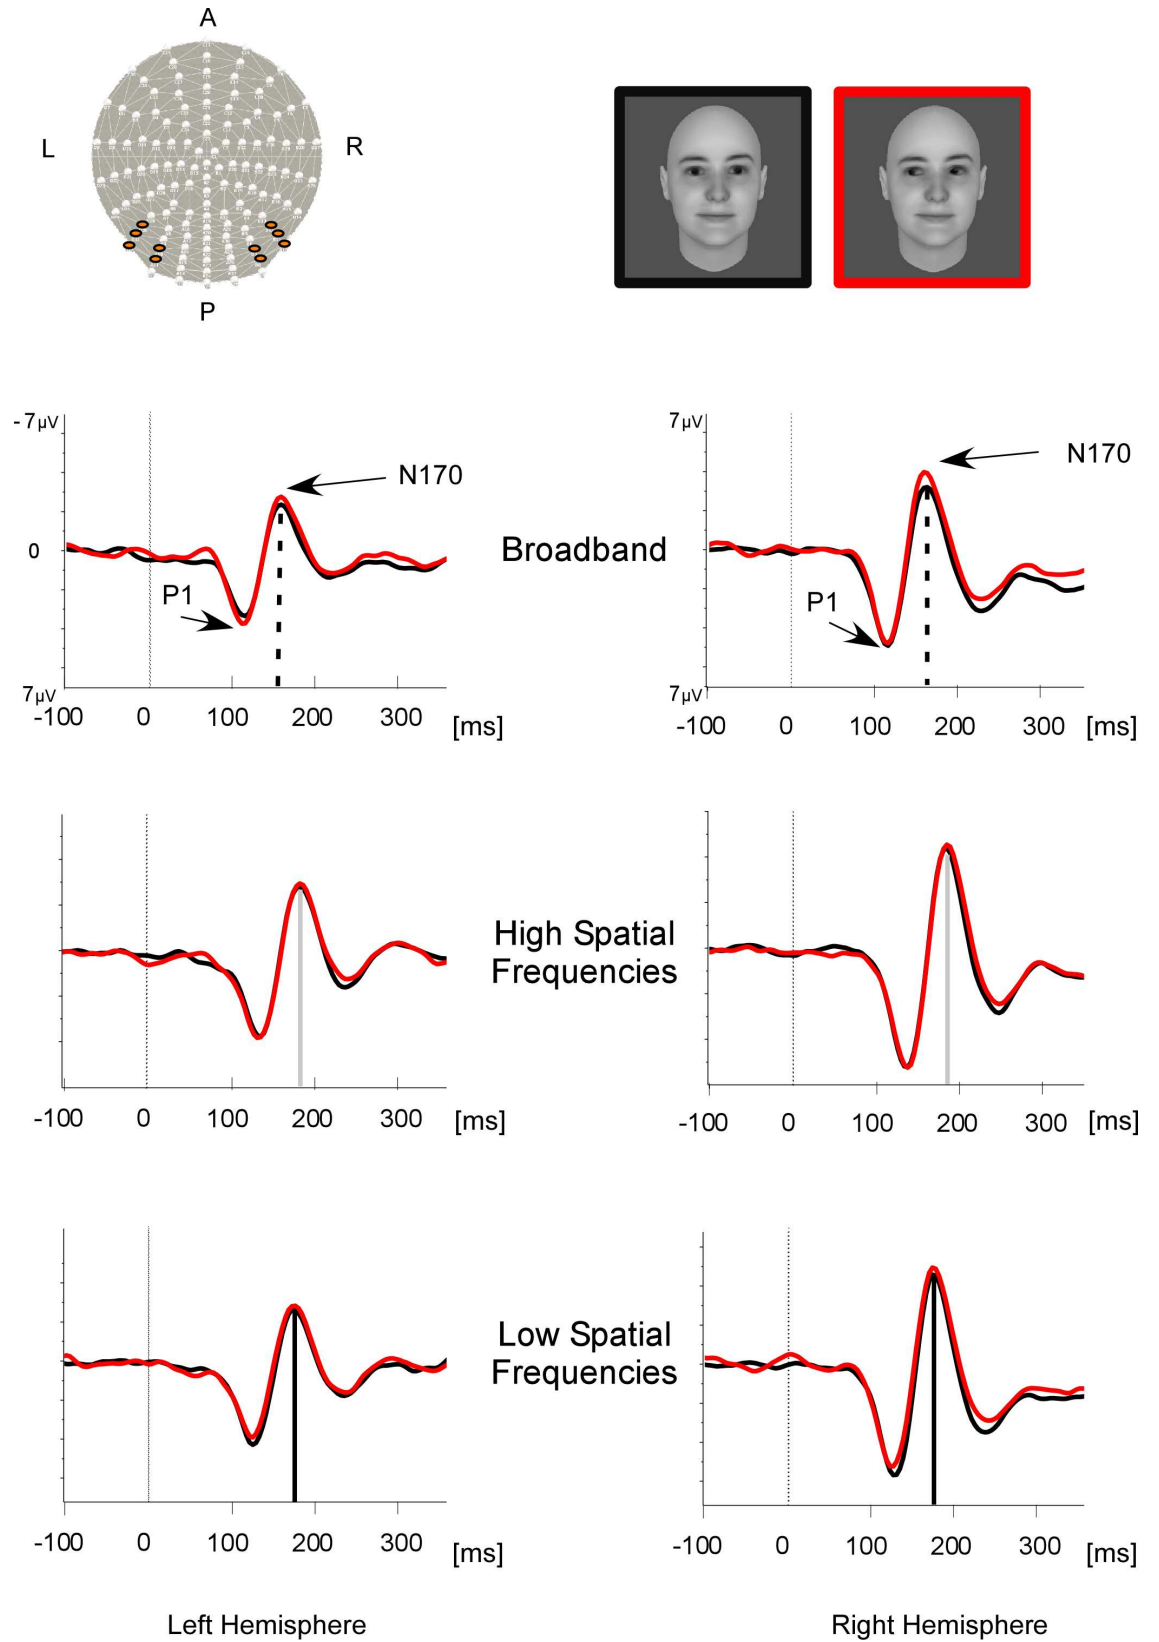 A
L
R
P
- 7µV
N170
0
P1
7µV
-100 0 100 200 300 [ms]
Broadband
7µV
N170
P1
7µV
-100 0 100 200 300 [ms]
High Spatial
Frequencies
-100 0 100 200 300 [ms]
-100 0 100 200 300 [ms]
Low Spatial
Frequencies
-100 0 100 200 300 [ms]
-100 0 100 200 300 [ms]
Left Hemisphere
Right Hemisphere